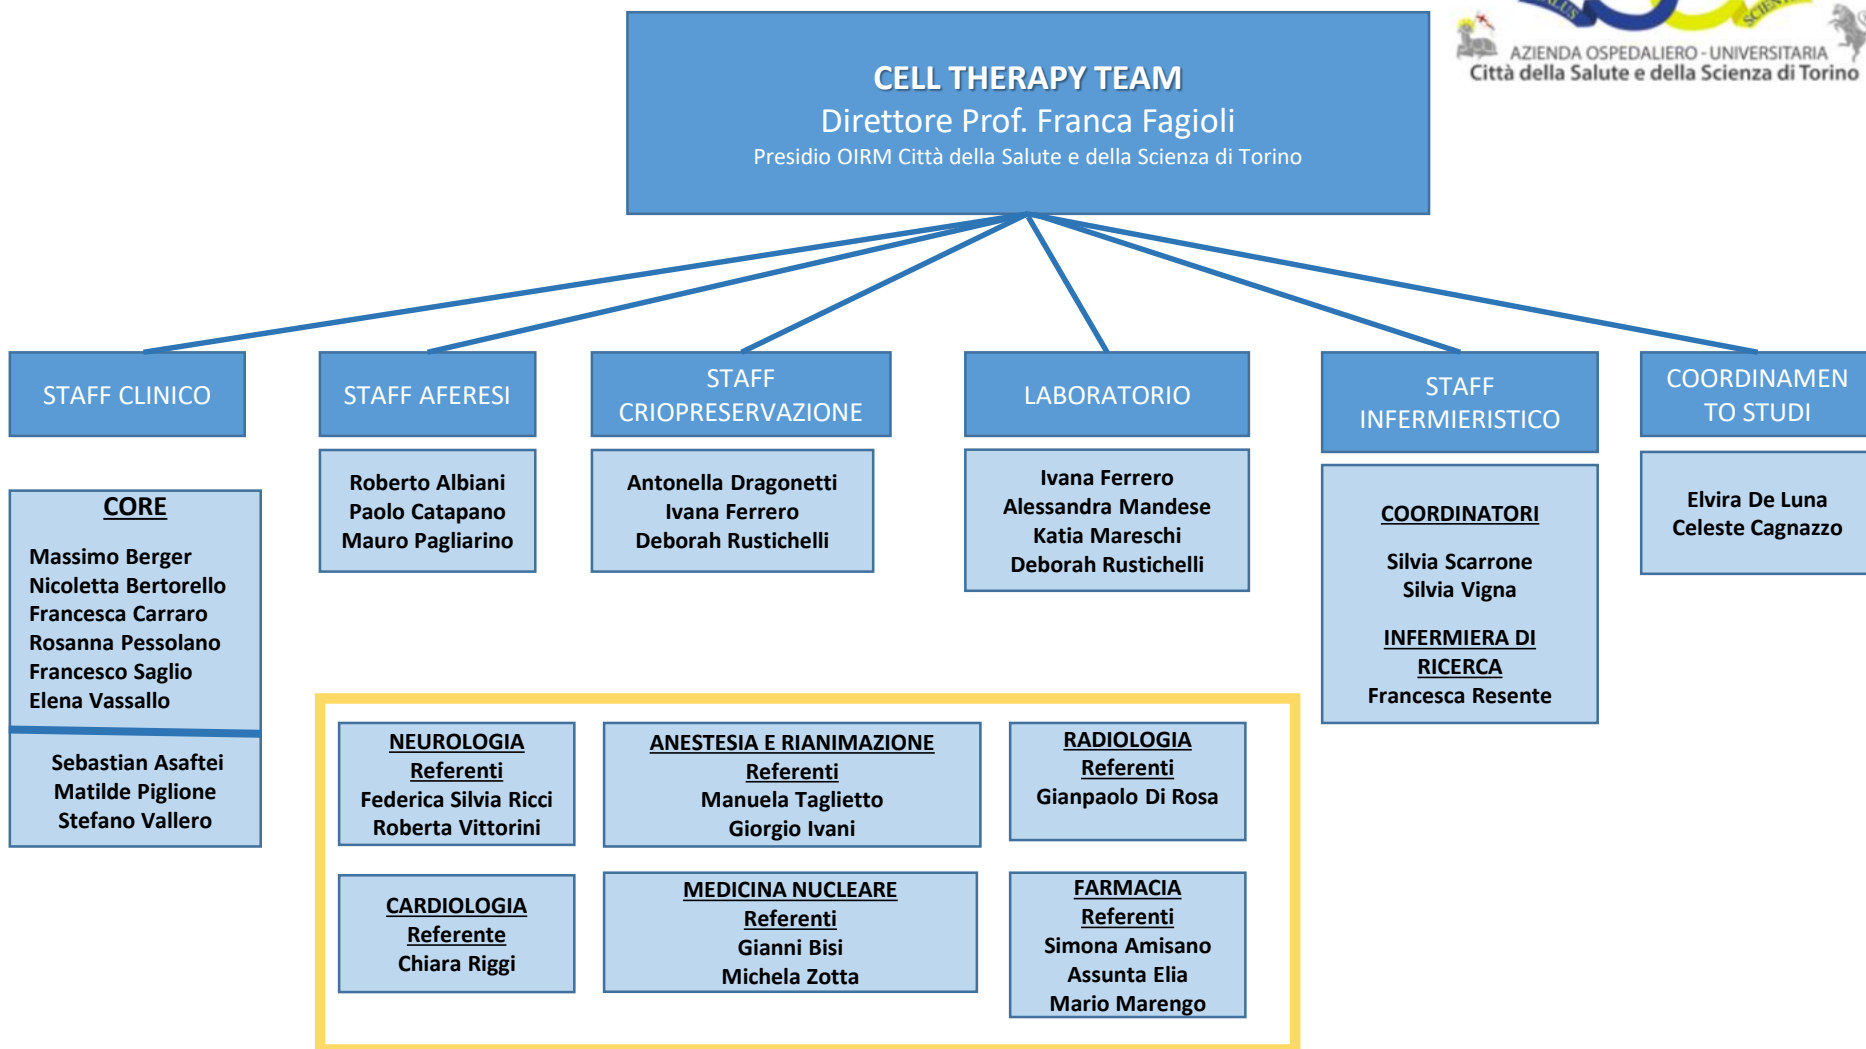 SALUS
AZIENDA OSPEDALIERO - UNIVERSITARIA
Città della Salute e della Scienza di Torino
CELL THERAPY TEAM
Direttore Prof. Franca Fagioli
Presidio OIRM Città della Salute e della Scienza di Torino
STAFF CLINICO
CORE
Massimo Berger
Nicoletta Bertorello
Francesca Carraro
Rosanna Pessolano
Francesco Saglio
Elena Vassallo
Sebastian Asaftei
Matilde Piglione
Stefano Vallero
STAFF AFERESI
Roberto Albiani
Paolo Catapano
Mauro Pagliarino
STAFF
CRIOPRESERVAZIONE
Antonella Dragonetti
Ivana Ferrero
Deborah Rustichelli
LABORATORIO
Ivana Ferrero
Alessandra Mandese
Katia Mareschi
Deborah Rustichelli
STAFF
INFERMIERISTICO
COORDINATORI
Silvia Scarrone
Silvia Vigna
INFERMIERA DI
RICERCA
Francesca Resente
COORDINAMEN
TO STUDI
Elvira De Luna
Celeste Cagnazzo
NEUROLOGIA
Referenti
Federica Silvia Ricci
Roberta Vittorini
ANESTESIA E RIANIMAZIONE
Referenti
Manuela Taglietto
Giorgio Ivani
RADIOLOGIA
Referenti
Gianpaolo Di Rosa
CARDIOLOGIA
Referente
Chiara Riggi
MEDICINA NUCLEARE
Referenti
Gianni Bisi
Michela Zotta
FARMACIA
Referenti
Simona Amisano
Assunta Elia
Mario Marengo